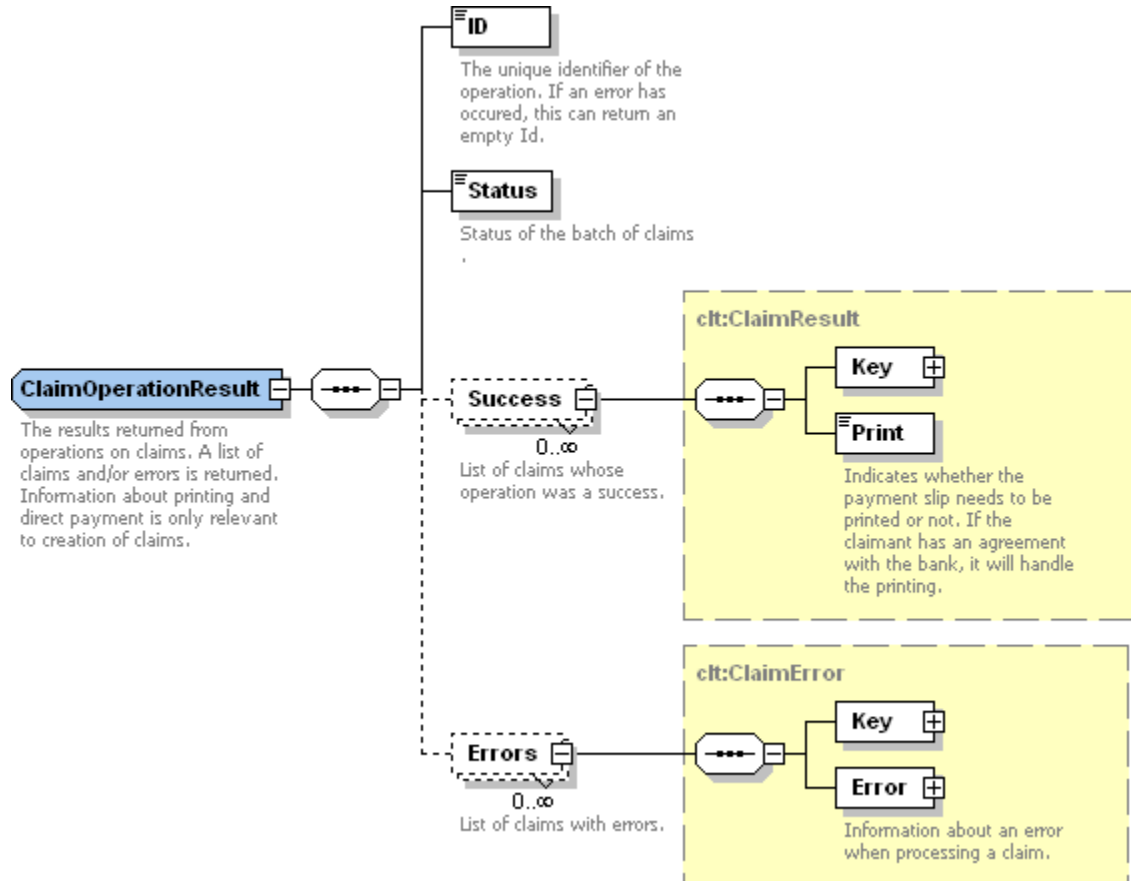 ID
The unique identifier of the
operation. If an error has
occured, this can return an
empty Id.
Status
Status of the batch of claims
.
ClaimOperationResult
The results returned from
operations on claims. A list of
claims and/or errors is returned.
Information about printing and
direct payment is only relevant
to creation of claims.
Success
0..∞
List of claims whose
operation was a success.
clt:ClaimResult
Key
Print
Indicates whether the
payment slip needs to be
printed or not. If the
claimant has an agreement
with the bank, it will handle
the printing.
Errors
0..∞
List of claims with errors.
clt:ClaimError
Key
Error
Information about an error
when processing a claim.